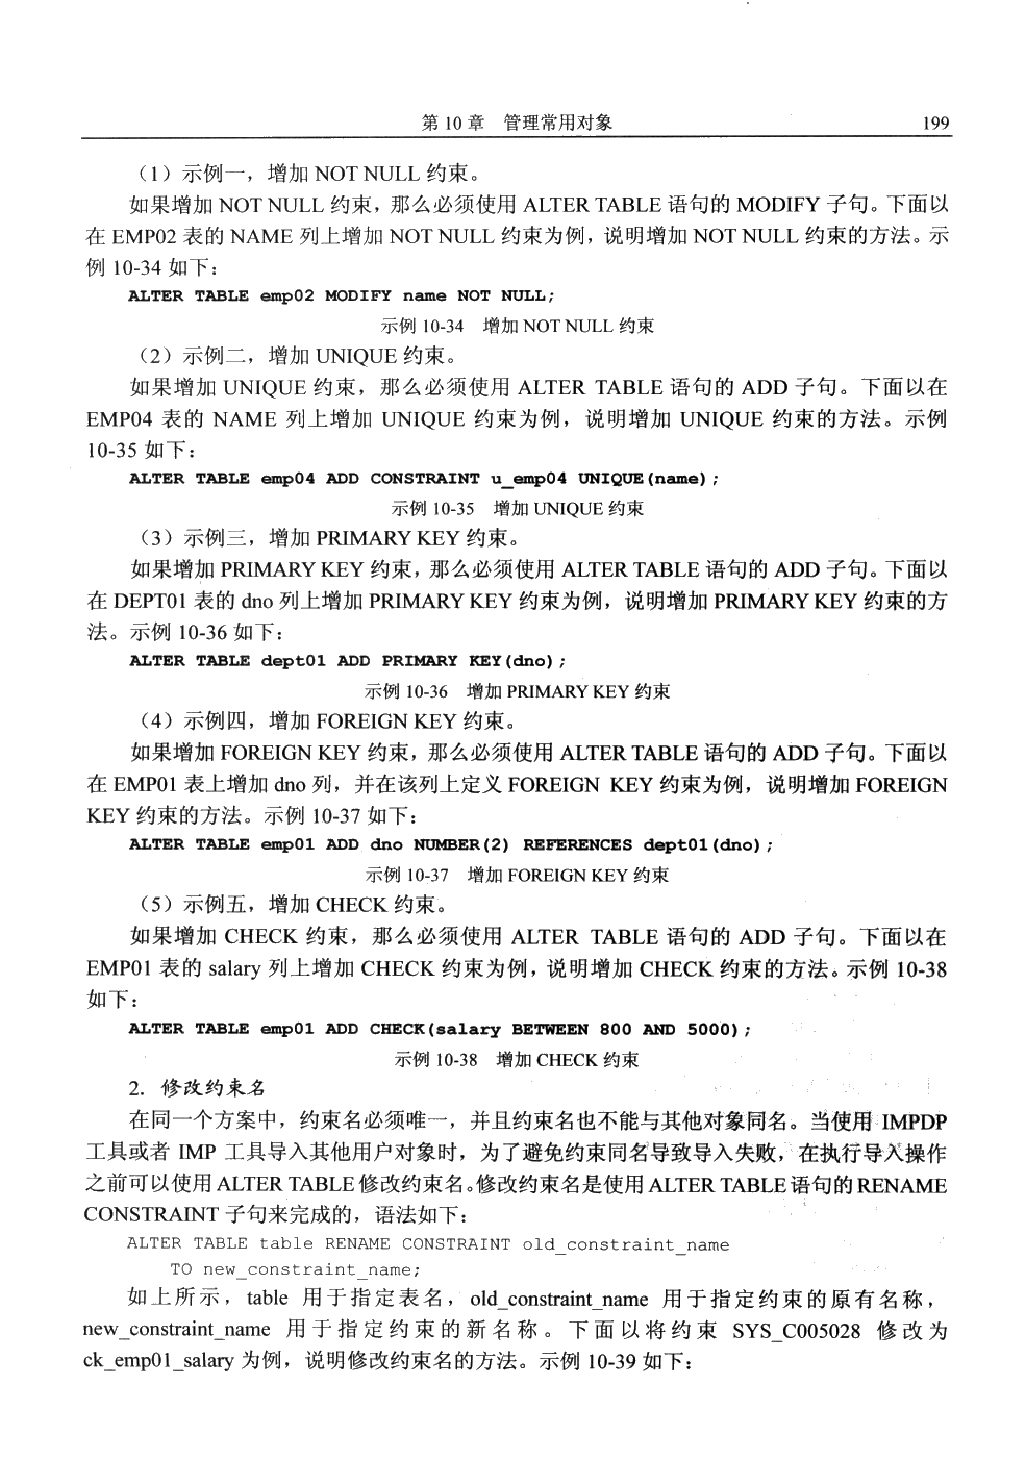 第 10 章　管理常用对象　199
（1）示例一，增加 NOT NULL 约束。
如果增加 NOT NULL 约束，那么必须使用 ALTER TABLE 语句的 MODIFY 子句。下面以
在 EMP02 表的 NAME 列上增加 NOT NULL 约束为例，说明增加 NOT NULL 约束的方法。示
例 10-34 如下：
ALTER TABLE emp02 MODIFY name NOT NULL;
示例 10-34　增加 NOT NULL 约束
（2）示例二，增加 UNIQUE 约束。
如果增加 UNIQUE 约束，那么必须使用 ALTER TABLE 语句的 ADD 子句。下面以在
EMP04 表的 NAME 列上增加 UNIQUE 约束为例，说明增加 UNIQUE 约束的方法。示例
10-35 如下：
ALTER TABLE emp04 ADD CONSTRAINT u_emp04 UNIQUE(name);
示例 10-35　增加 UNIQUE 约束
（3）示例三，增加 PRIMARY KEY 约束。
如果增加 PRIMARY KEY 约束，那么必须使用 ALTER TABLE 语句的 ADD 子句。下面以
在 DEPT01 表的 dno 列上增加 PRIMARY KEY 约束为例，说明增加 PRIMARY KEY 约束的方
法。示例 10-36 如下：
ALTER TABLE dept01 ADD PRIMARY KEY(dno);
示例 10-36　增加 PRIMARY KEY 约束
（4）示例四，增加 FOREIGN KEY 约束。
如果增加 FOREIGN KEY 约束，那么必须使用 ALTER TABLE 语句的 ADD 子句。下面以
在 EMP01 表上增加 dno 列，并在该列上定义 FOREIGN KEY 约束为例，说明增加 FOREIGN
KEY 约束的方法。示例 10-37 如下：
ALTER TABLE emp01 ADD dno NUMBER(2) REFERENCES dept01(dno);
示例 10-37　增加 FOREIGN KEY 约束
（5）示例五，增加 CHECK 约束。
如果增加 CHECK 约束，那么必须使用 ALTER TABLE 语句的 ADD 子句。下面以在
EMP01 表的 salary 列上增加 CHECK 约束为例，说明增加 CHECK 约束的方法。示例 10-38
如下：
ALTER TABLE emp01 ADD CHECK(salary BETWEEN 800 AND 5000);
示例 10-38　增加 CHECK 约束
2. 修改约束名
在同一个方案中，约束名必须唯一，并且约束名也不能与其他对象同名。当使用 IMPDP
工具或者 IMP 工具导入其他用户对象时，为了避免约束同名导致导入失败，在执行导入操作
之前可以使用 ALTER TABLE 修改约束名。修改约束名是使用 ALTER TABLE 语句的 RENAME
CONSTRAINT 子句来完成的，语法如下：
ALTER TABLE table RENAME CONSTRAINT old_constraint_name
TO new_constraint_name;
如上所示，table 用于指定表名，old_constraint_name 用于指定约束的原有名称，
new_constraint_name 用于指定约束的新名称。下面以将约束 SYS_C005028 修改为
ck_emp01_salary 为例，说明修改约束名的方法。示例 10-39 如下：